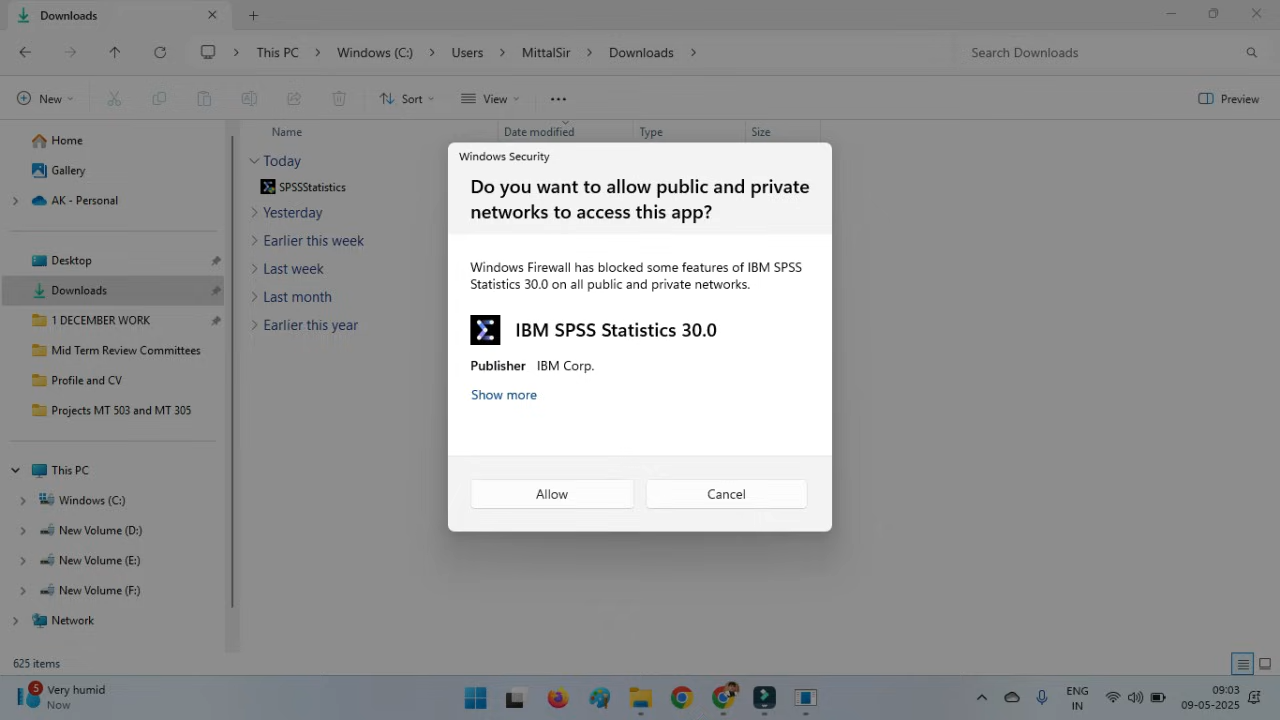 Downloads
This PC
Windows (C:)
Users
MittalSir
Downloads
Search Downloads
New
Sort
View
Preview
Home
Gallery
AK - Personal
Desktop
Downloads
1 DECEMBER WORK
Mid Term Review Committees
Profile and CV
Projects MT 503 and MT 305
This PC
Windows (C:)
New Volume (D:)
New Volume (E:)
New Volume (F:)
Network
Name
Date modified
Type
Size
Today
SPSSStatistics
Yesterday
Earlier this week
Last week
Last month
Earlier this year
Windows Security
Do you want to allow public and private
networks to access this app?
Windows Firewall has blocked some features of IBM SPSS
Statistics 30.0 on all public and private networks.
IBM SPSS Statistics 30.0
Publisher IBM Corp.
Show more
Allow
Cancel
625 items
5
Very humid
Now
ENG
IN
09:03
09-05-2025